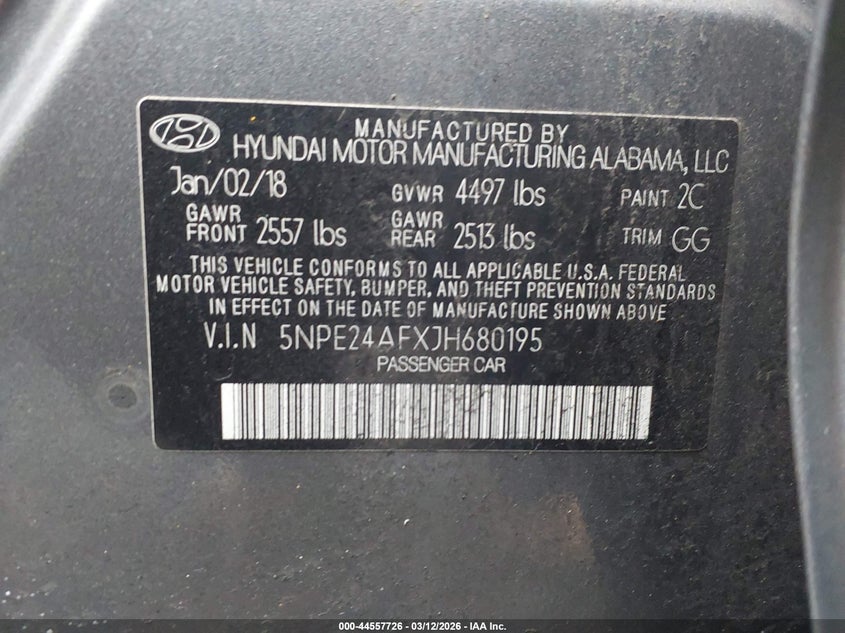 MANUFACTURED BY
HYUNDAI MOTOR MANUFACTURING ALABAMA, LLC
Jan/02/18 GVWR 4497 lbs PAINT 2C
GAWR FRONT 2557 lbs GAWR REAR 2513 lbs TRIM GG
THIS VEHICLE CONFORMS TO ALL APPLICABLE U.S.A. FEDERAL
MOTOR VEHICLE SAFETY, BUMPER, AND THEFT PREVENTION STANDARDS
IN EFFECT ON THE DATE OF MANUFACTURE SHOWN ABOVE
V.I.N 5NPE24AFXJH680195
PASSENGER CAR
000-44557726 - 03/12/2026 - IAA Inc.